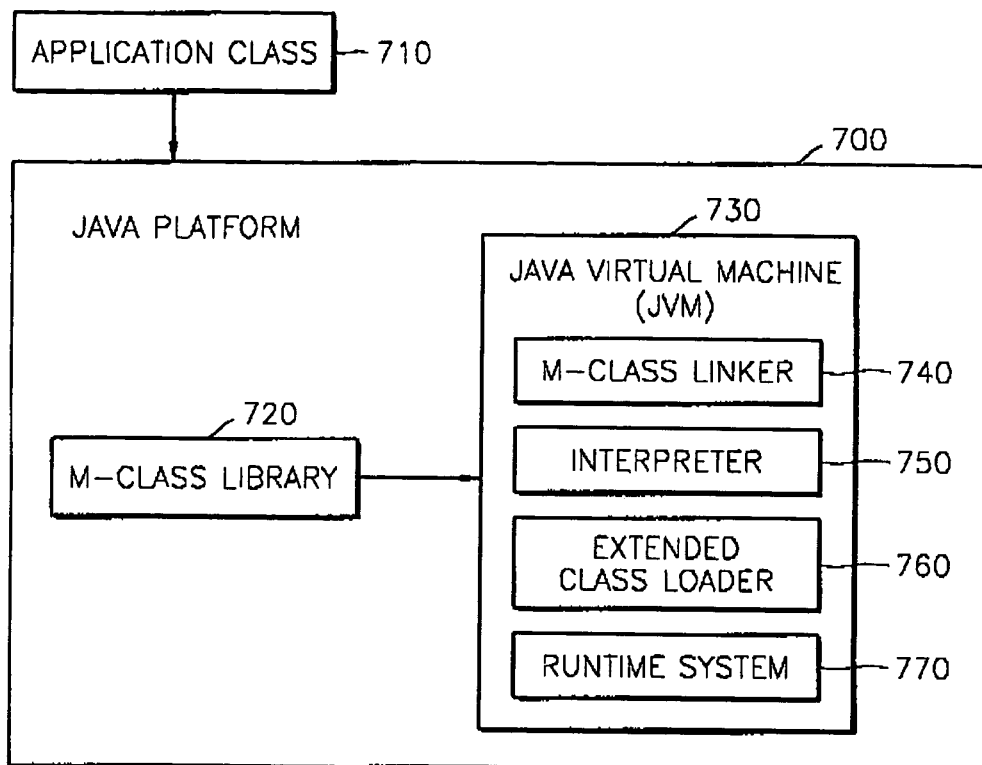 APPLICATION CLASS
710
700
JAVA PLATFORM
730
JAVA VIRTUAL MACHINE
(JVM)
M-CLASS LINKER
740
720
M-CLASS LIBRARY
INTERPRETER
750
EXTENDED
CLASS LOADER
760
RUNTIME SYSTEM
770